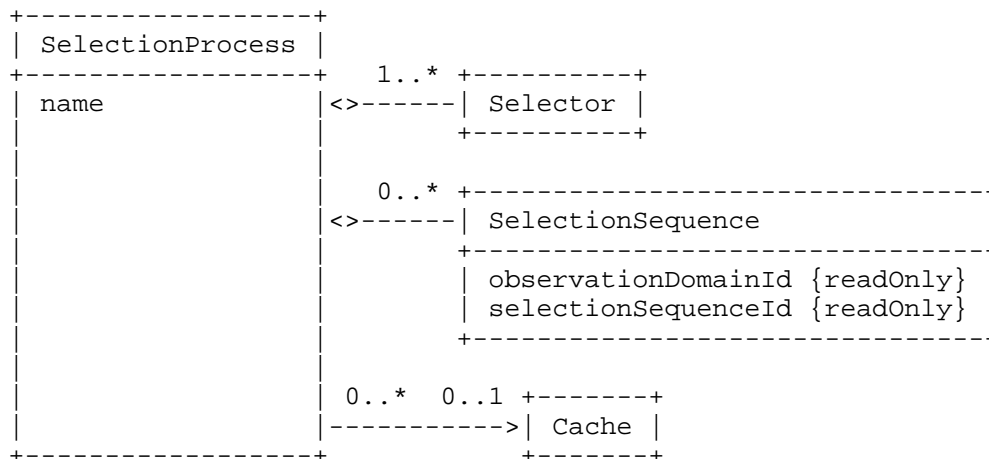 SelectionProcess
1..*
name <>------ Selector
0..*
<>------ SelectionSequence
observationDomainId {readOnly}
selectionSequenceId {readOnly}
0..* 0..1
-----------> Cache